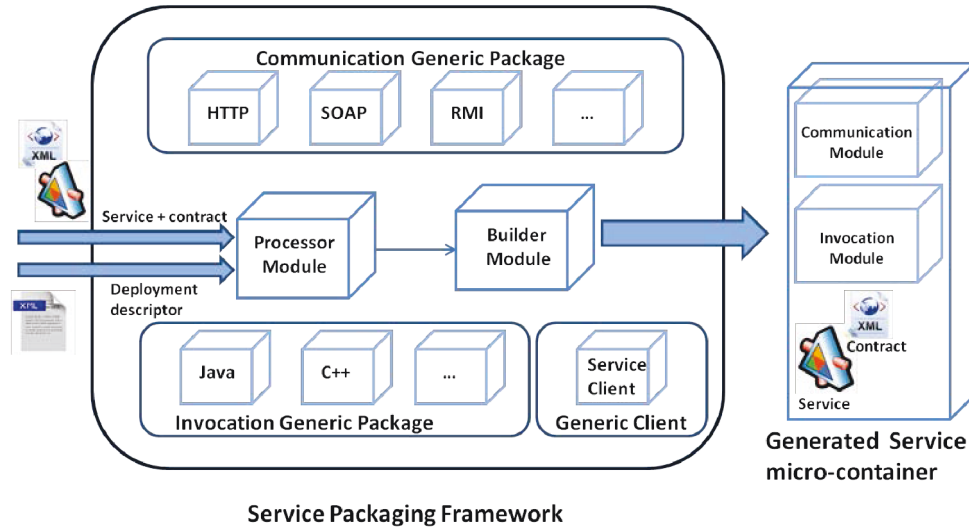 Communication Generic Package
HTTP
SOAP
RMI
...
XML
Service + contract
Processor
Module
Builder
Module
Deployment
descriptor
XML
Java
C++
...
Invocation Generic Package
Service
Client
Generic Client
Communication
Module
Invocation
Module
XML
Contract
Service
Generated Service
micro-container
Service Packaging Framework